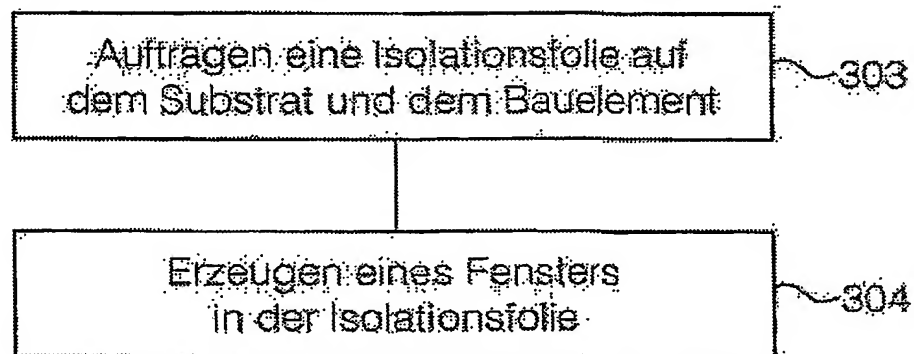 Auftragen eine Isolationsfolie auf
dem Substrat und dem Bauelement
303
Erzeugen eines Fensters
in der Isolationsfolie
304